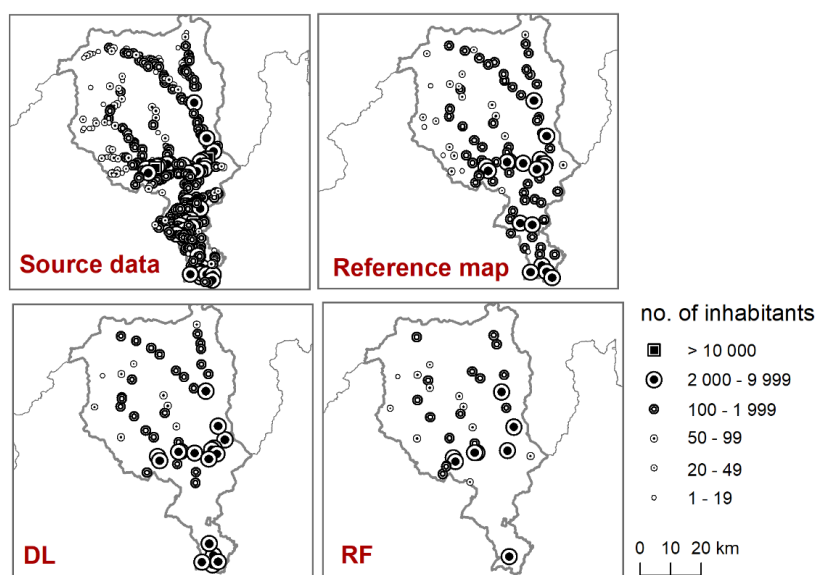 Source data
Reference map
DL
RF
no. of inhabitants
> 10 000
2 000 - 9 999
100 - 1 999
50 - 99
20 - 49
1 - 19
0 10 20 km